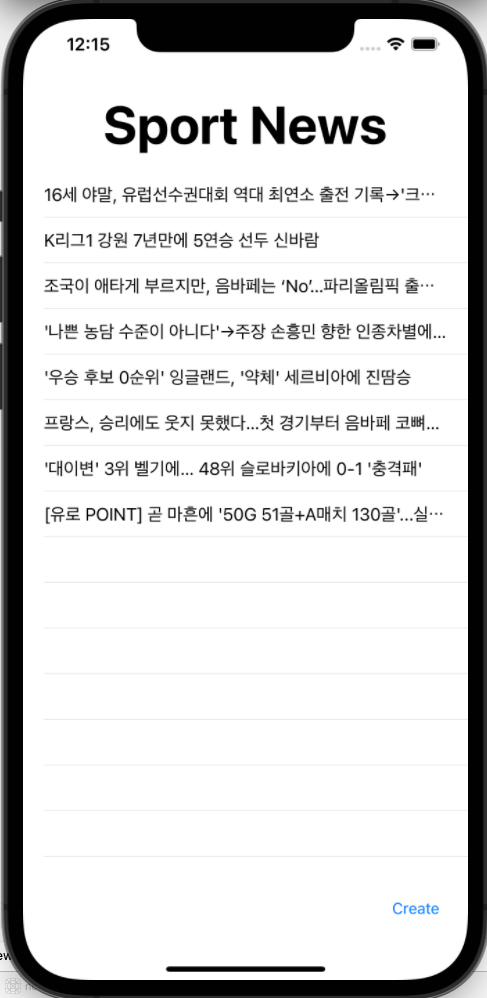 12:15
Sport News
16세 야말, 유럽선수권대회 역대 최연소 출전 기록→'크…
K리그1 강원 7년만에 5연승 선두 신바람
조국이 애타게 부르지만, 음바페는 ‘No’…파리올림픽 출…
'나쁜 농담 수준이 아니다'→주장 손흥민 향한 인종차별에…
'우승 후보 0순위' 잉글랜드, '약체' 세르비아에 진땀승
프랑스, 승리에도 웃지 못했다…첫 경기부터 음바페 코뼈…
'대이변' 3위 벨기에… 48위 슬로바키아에 0-1 '충격패'
[유로 POINT] 곧 마흔에 '50G 51골+A매치 130골'…실…
Create